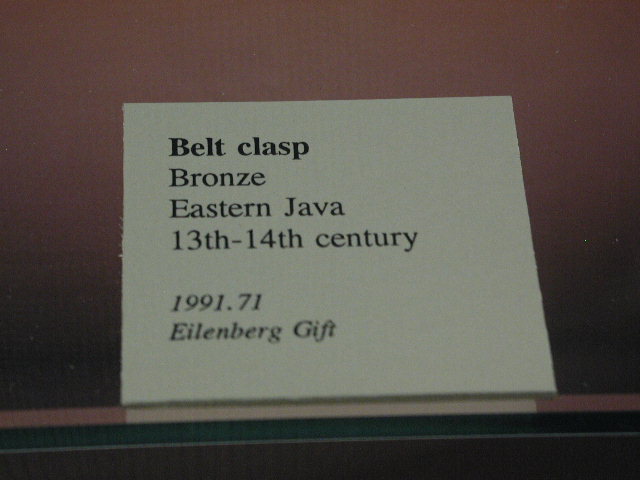 Belt clasp
Bronze
Eastern Java
13th-14th century
1991.71
Eilenberg Gift